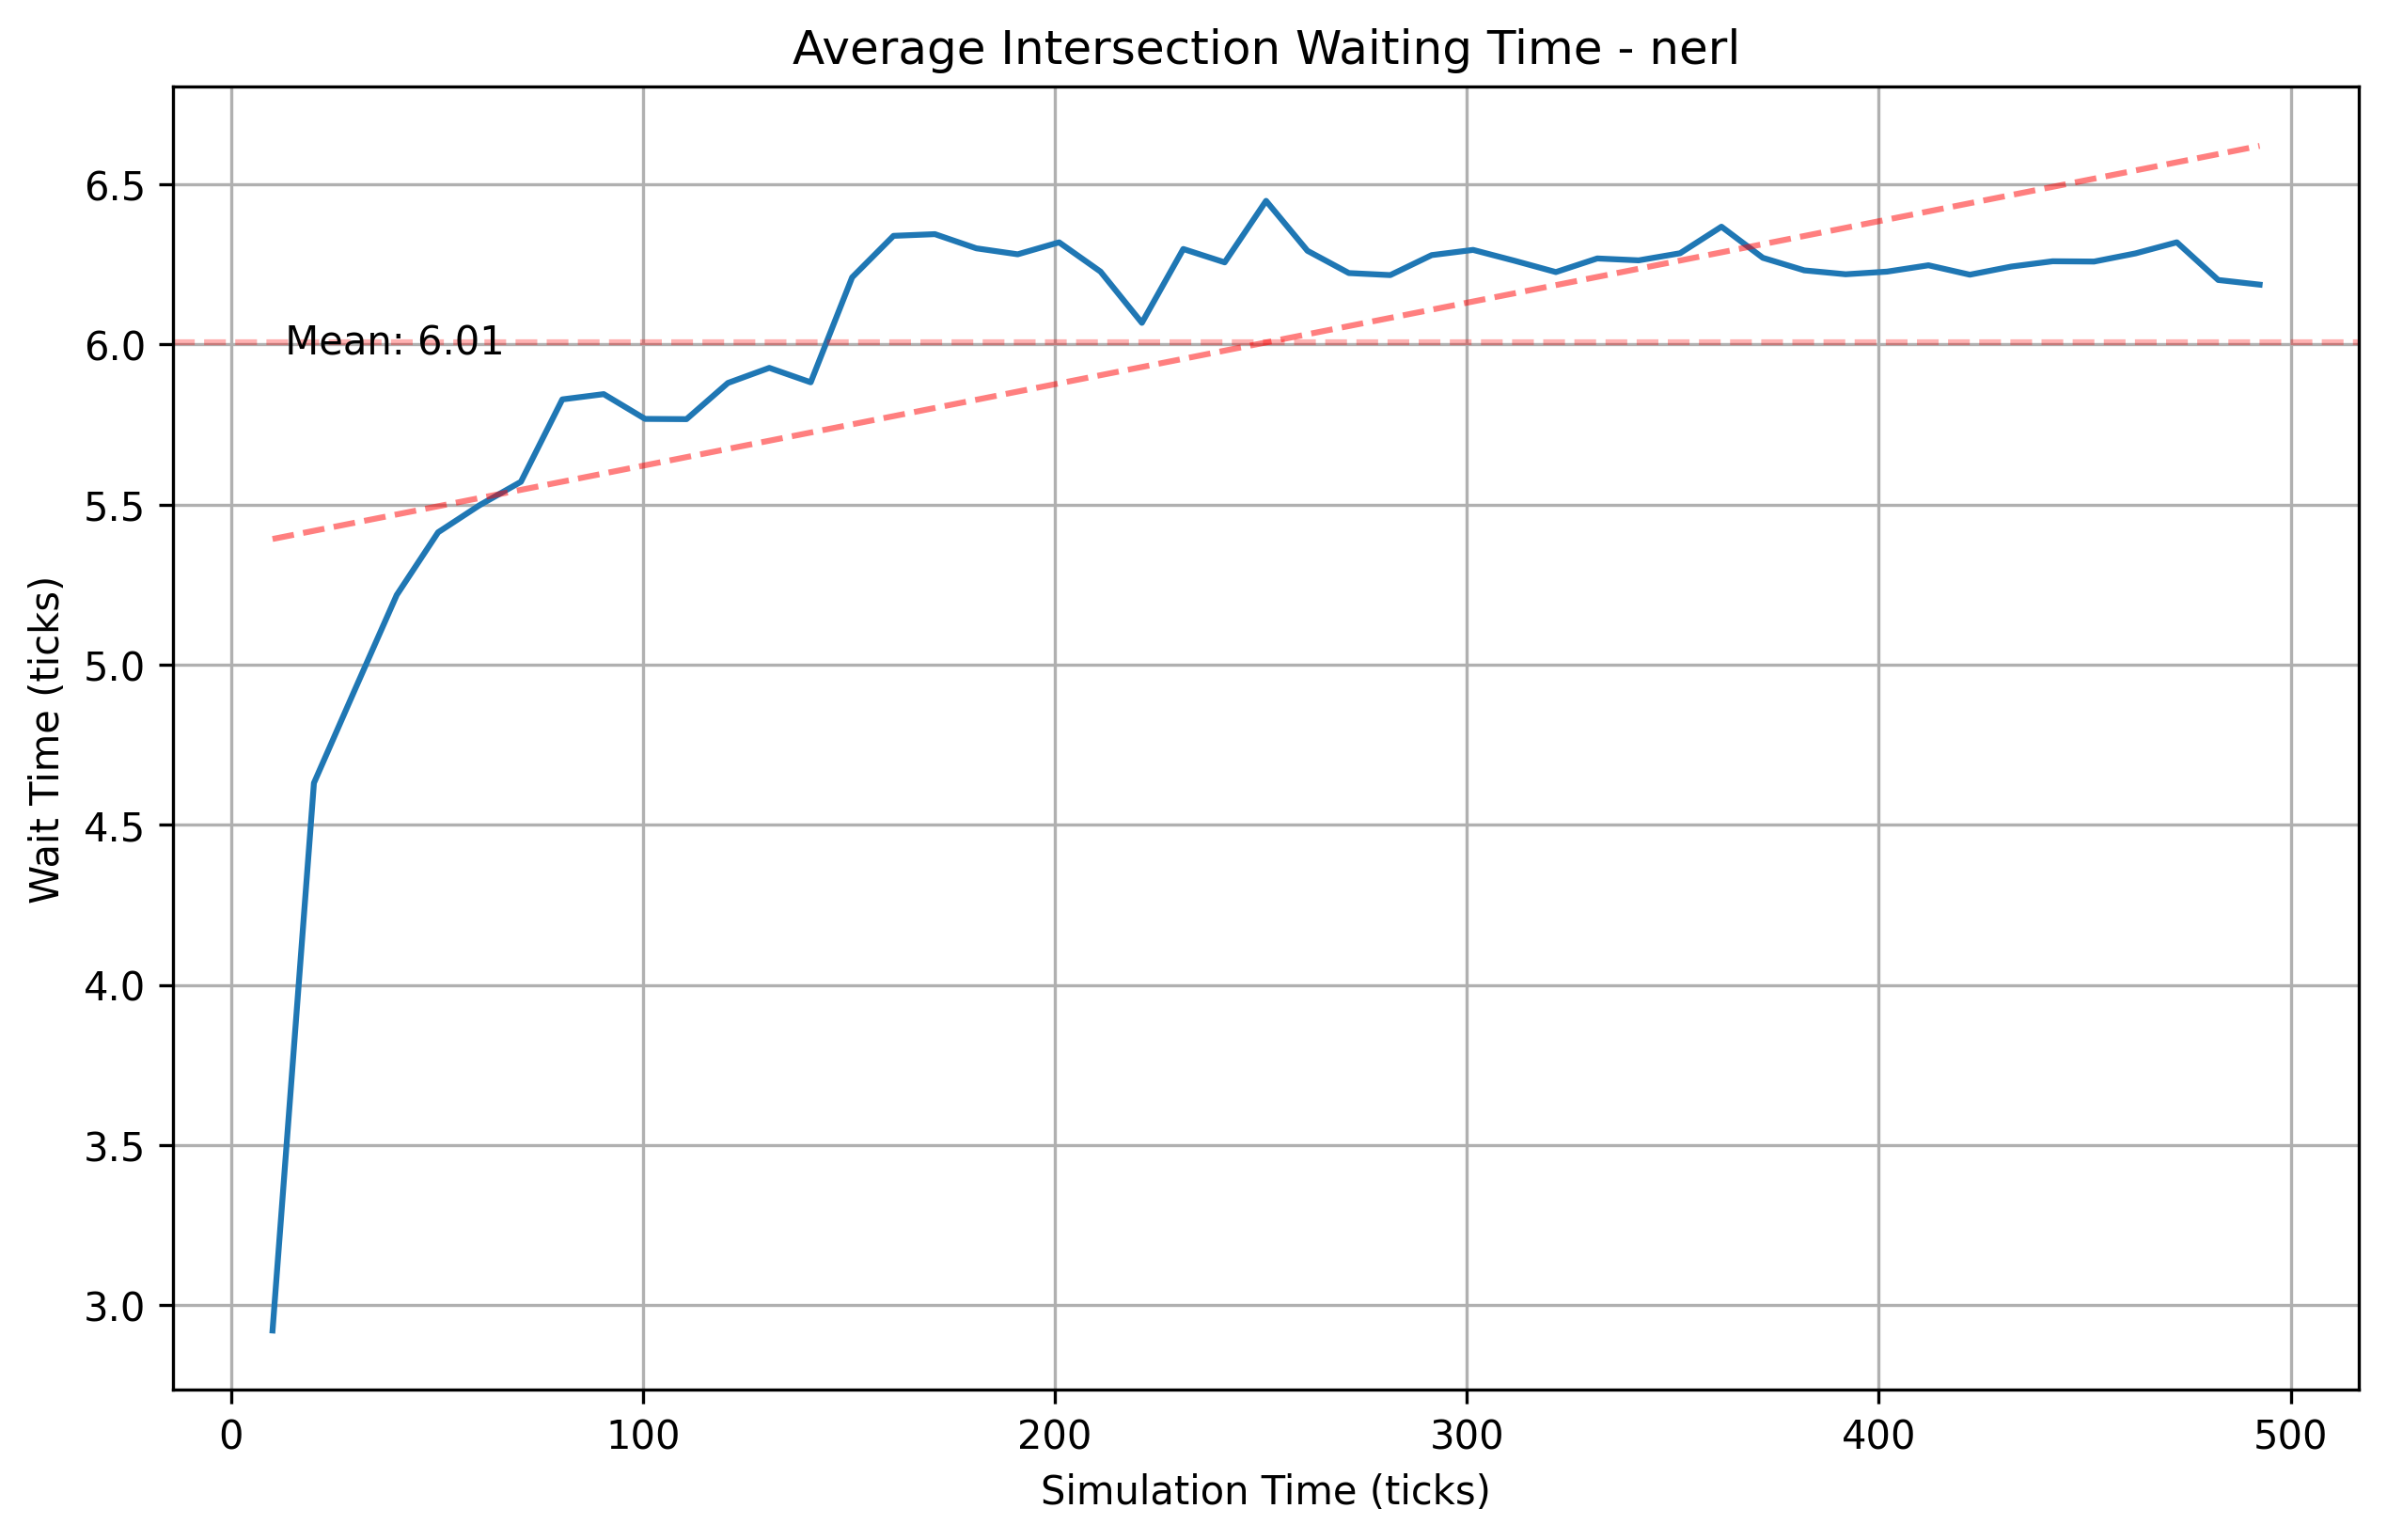 Average Intersection Waiting Time - nerl
6.5
6.0
5.5
5.0
4.5
4.0
3.5
3.0
Wait Time (ticks)
Mean: 6.01
0 100 200 300 400 500
Simulation Time (ticks)